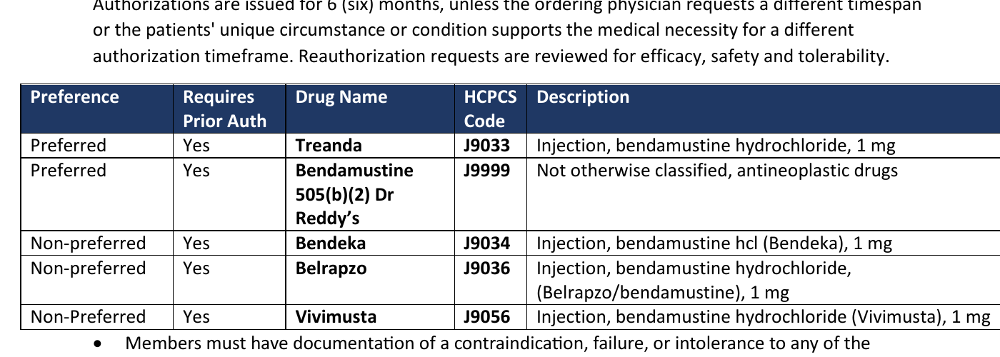 Authorizations are issued for 6 (six) months, unless the ordering physician requests a different timespan
or the patients' unique circumstance or condition supports the medical necessity for a different
authorization timeframe. Reauthorization requests are reviewed for efficacy, safety and tolerability.
Preference Requires Prior Auth Drug Name HCPCS Code Description
Preferred Yes Treanda J9033 Injection, bendamustine hydrochloride, 1 mg
Preferred Yes Bendamustine J9999 Not otherwise classified, antineoplastic drugs
505(b)(2) Dr
Reddy’s
Non-preferred Yes Bendeka J9034 Injection, bendamustine hcl (Bendeka), 1 mg
Non-preferred Yes Belrapzo J9036 Injection, bendamustine hydrochloride,
(Belrapzo/bendamustine), 1 mg
Non-Preferred Yes Vivimusta J9056 Injection, bendamustine hydrochloride (Vivimusta), 1 mg
• Members must have documentation of a contraindication, failure, or intolerance to any of the